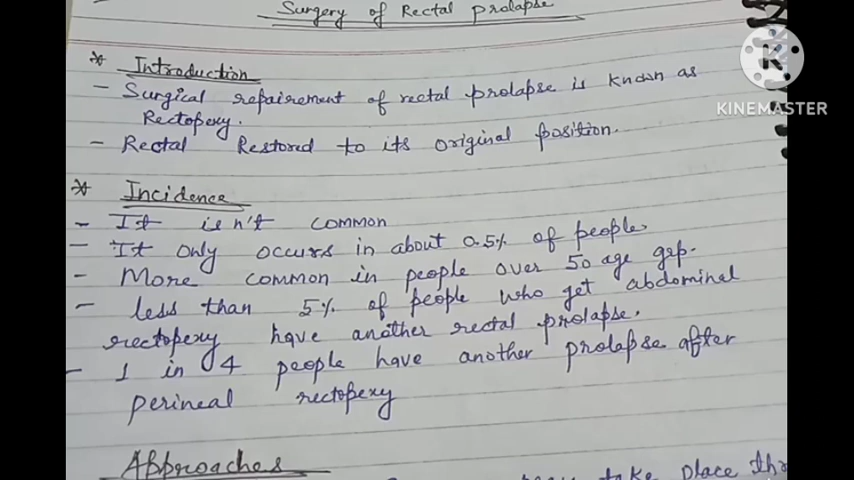 Surgery of Rectal prolapse
* Introduction
- Surgical repairement of rectal prolapse is known as
Rectopexy.
- Rectal Restored to its original position.
* Incidence
- It isn't common
- It only occurs in about 0.5% of people.
- More common in people over 50 age gap.
- less than 5% of people who get abdominal
rectopexy have another rectal prolapse.
- 1 in 4 people have another prolapse after
perineal rectopexy
Approaches
take place
K
KINEMASTER